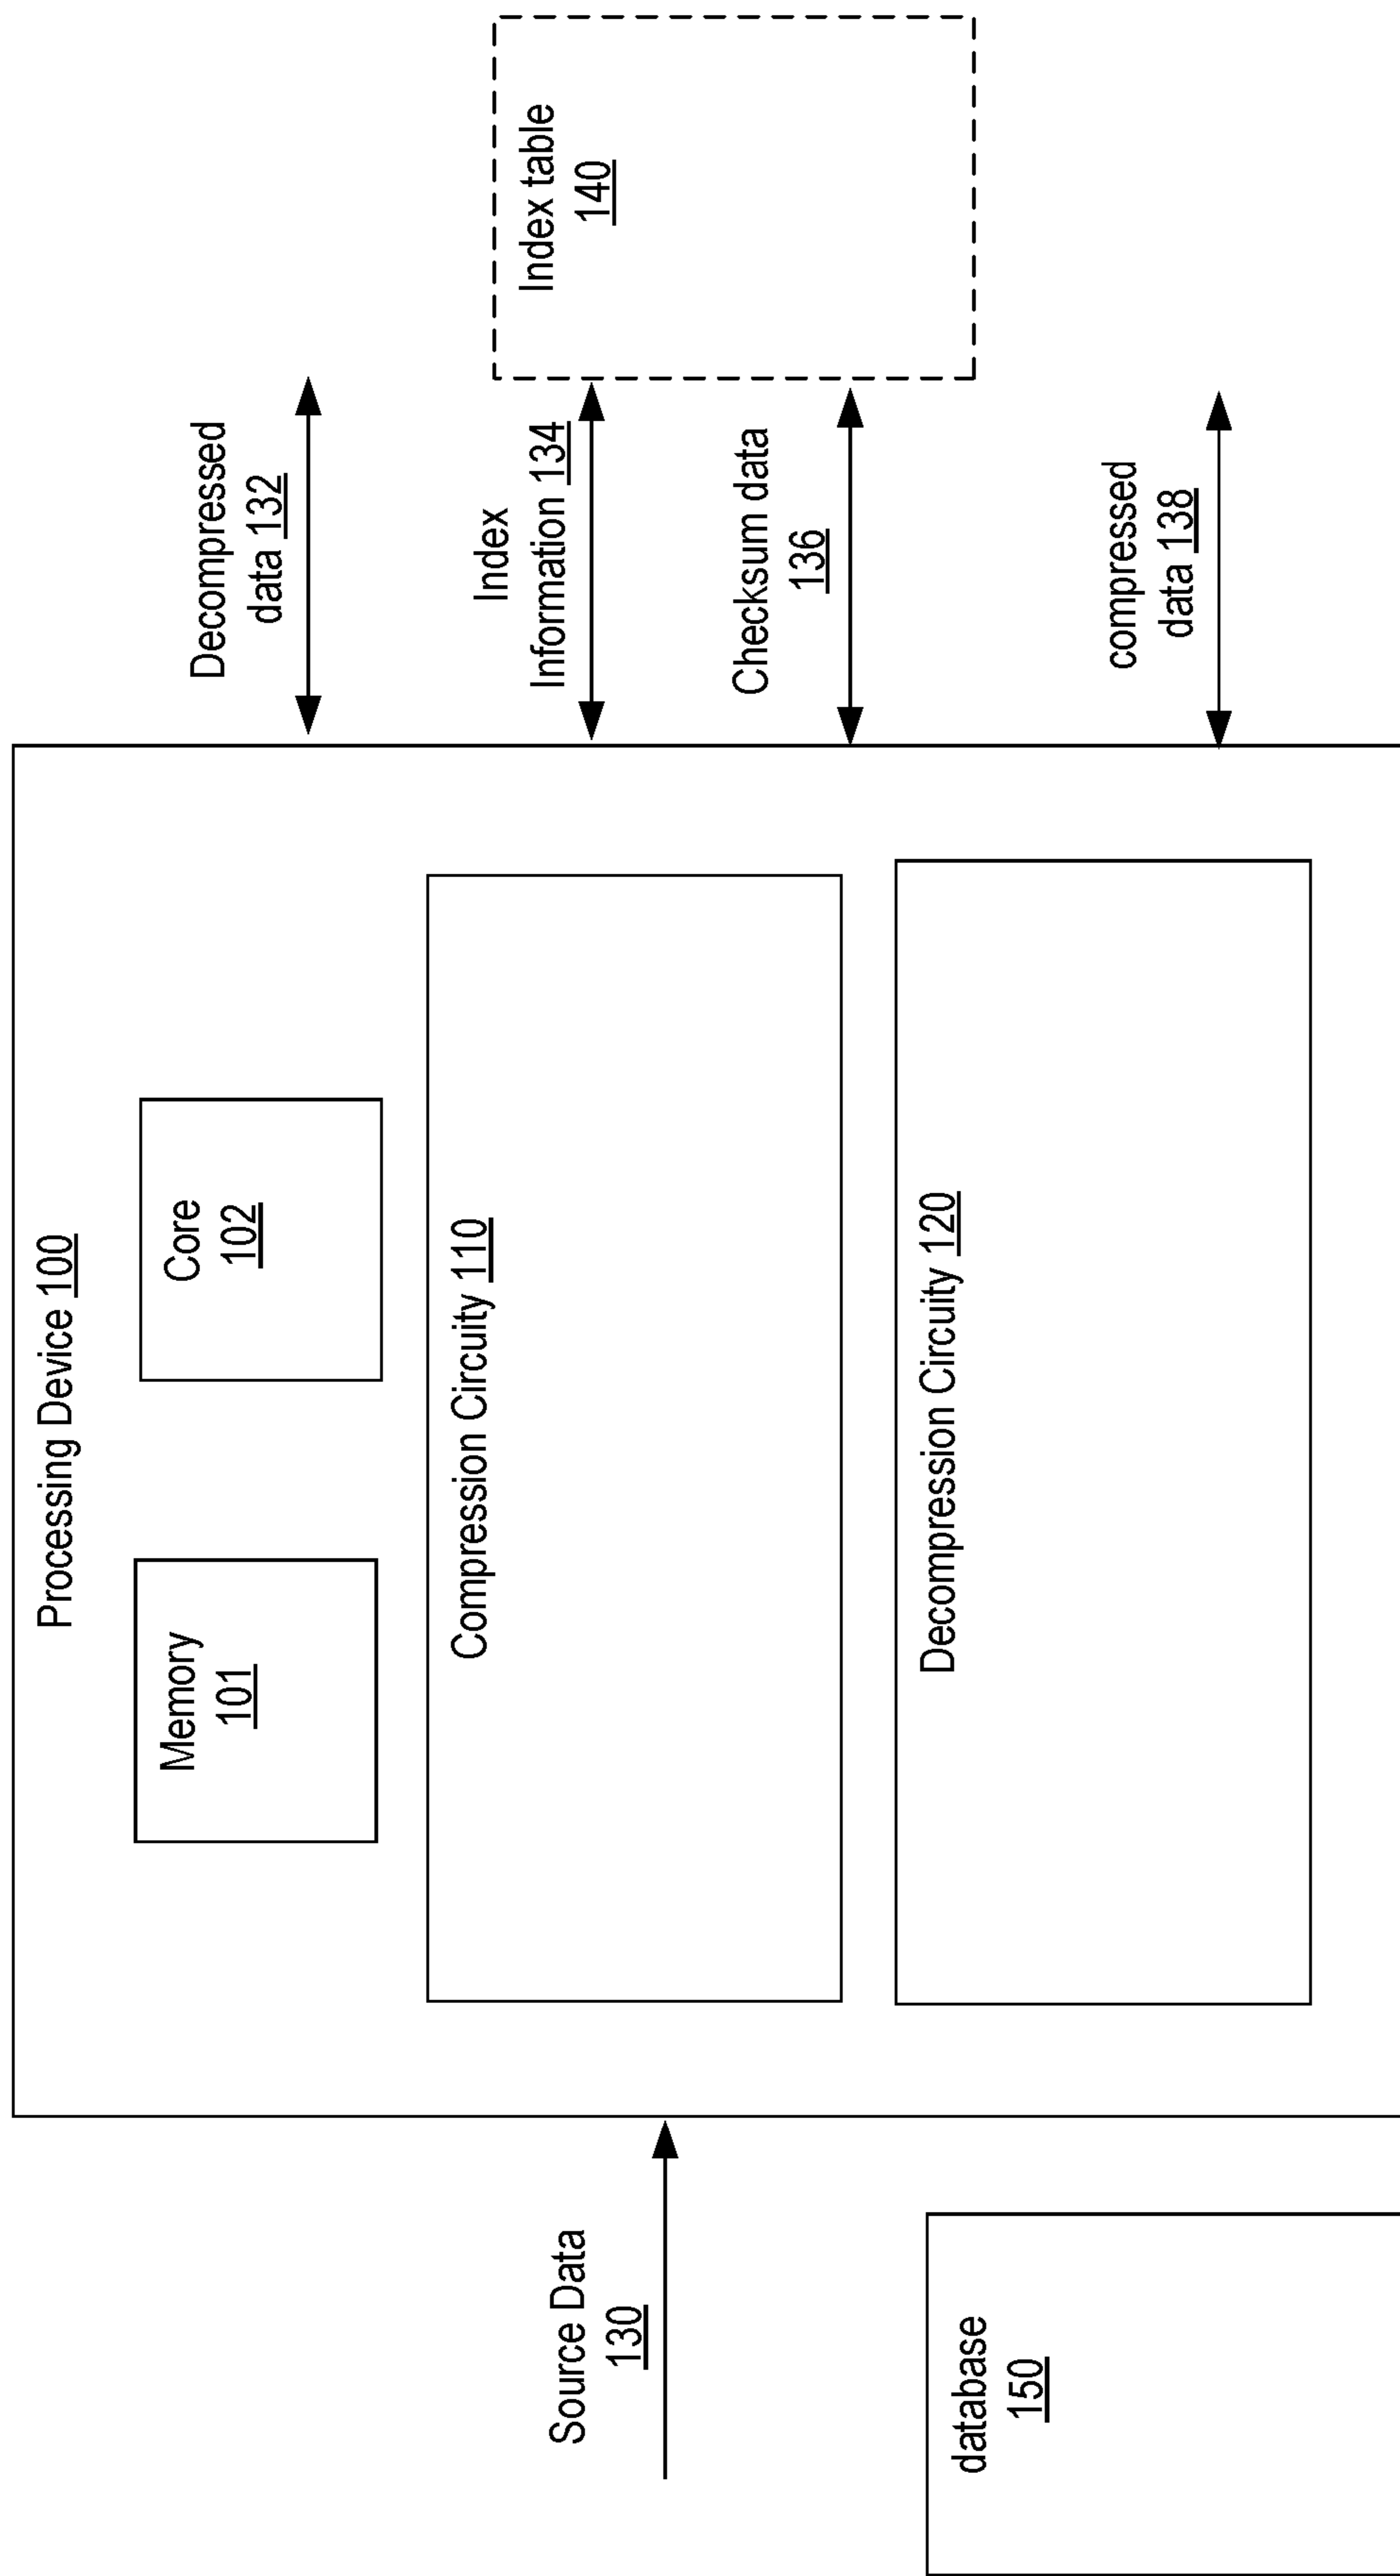 Processing Device 100
Memory
101
Core
102
Compression Circuity 110
Decompression Circuity 120
Source Data
130
database
150
Decompressed
data 132
Index
Information 134
Checksum data
136
compressed
data 138
Index table
140